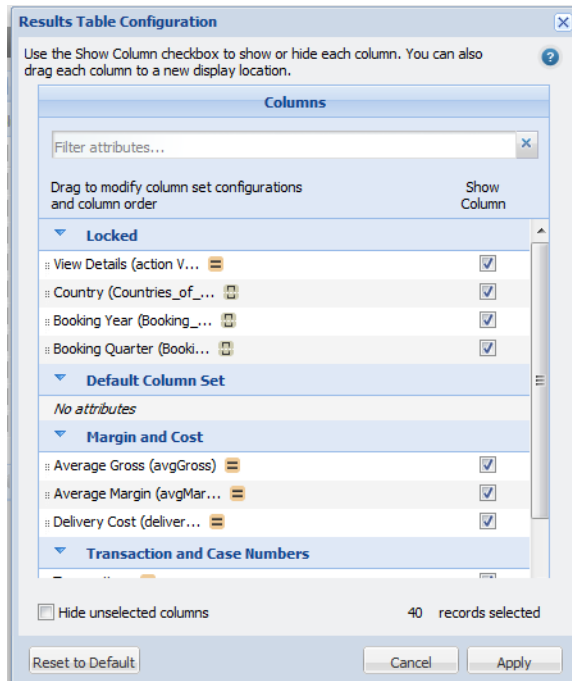 Results Table Configuration
Use the Show Column checkbox to show or hide each column. You can also
drag each column to a new display location.
Columns
Filter attributes...
Drag to modify column set configurations
and column order
Show
Column
Locked
View Details (action V...
Country (Countries_of_...
Booking Year (Booking_...
Booking Quarter (Booki...
Default Column Set
No attributes
Margin and Cost
Average Gross (avgGross)
Average Margin (avgMar...
Delivery Cost (deliver...
Transaction and Case Numbers
Hide unselected columns
40 records selected
Reset to Default
Cancel
Apply